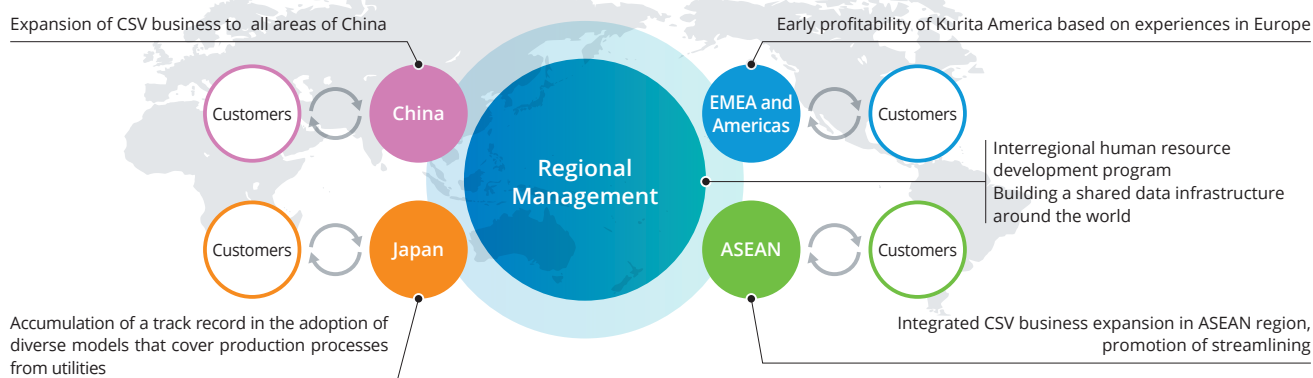 Expansion of CSV business to all areas of China
Early profitability of Kurita America based on experiences in Europe
Customers
China
EMEA and
Americas
Customers
Regional
Management
Interregional human resource
development program
Building a shared data infrastructure
around the world
Customers
Japan
ASEAN
Customers
Accumulation of a track record in the adoption of
diverse models that cover production processes
from utilities
Integrated CSV business expansion in ASEAN region,
promotion of streamlining